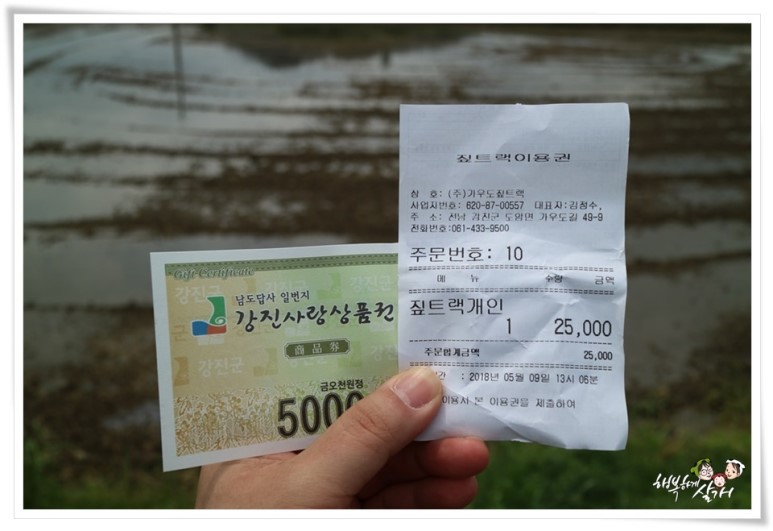 Gift Certificate
강진군
남도답사 일번지
강진사랑상품권
강진군
商品券
금오천원정
5000
짚트랙이용권
상 호: (주)가우도짚트랙
사업자번호: 620-87-00557 대표자:김정수,
주 소: 전남 강진군 도암면 가우도길 49-9
전화번호:061-433-9500
주문번호: 10
메 뉴 수량 금액
짚트랙개인
1 25,000
주문합계금액 25,000
: 2018년 05월 09일 13시 06분
이용시 본 이용권을 제출하여
행복하게 살기